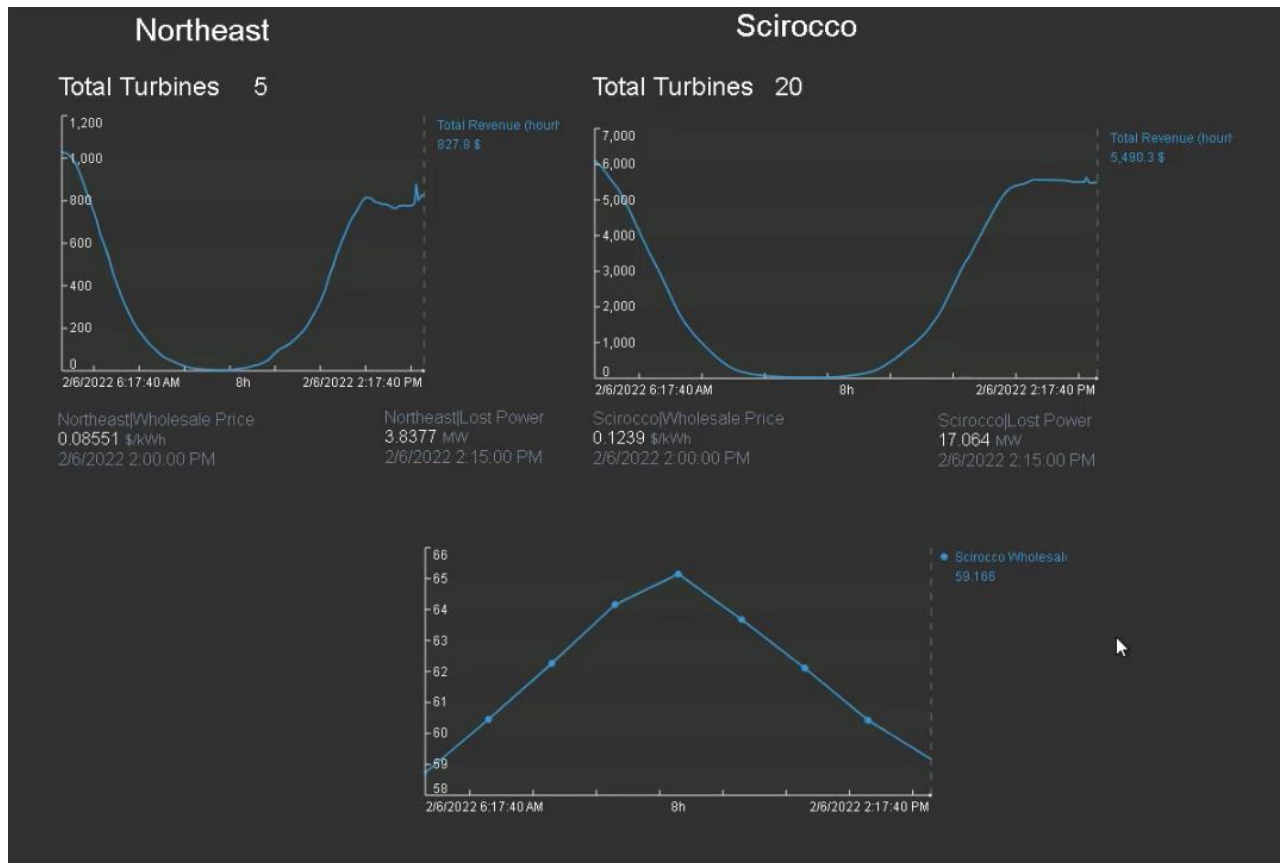 Northeast
Scirocco
Total Turbines 5
Total Turbines 20
1,200
1,000
800
600
400
200
0
2/6/2022 6:17:40 AM 8h 2/6/2022 2:17:40 PM
Total Revenue (hourl
827.8 $
7,000
6,000
5,000
4,000
3,000
2,000
1,000
0
2/6/2022 6:17:40 AM 8h 2/6/2022 2:17:40 PM
Total Revenue (hourl
5,490.3 $
Northeast|Wholesale Price
0.08551 $/kWh
2/6/2022 2:00:00 PM
Northeast|Lost Power
3.8377 MW
2/6/2022 2:15:00 PM
Scirocco|Wholesale Price
0.1239 $/kWh
2/6/2022 2:00:00 PM
Scirocco|Lost Power
17.064 MW
2/6/2022 2:15:00 PM
66
65
64
63
62
61
60
59
58
2/6/2022 6:17:40 AM 8h 2/6/2022 2:17:40 PM
Scirocco Wholesal
59.166